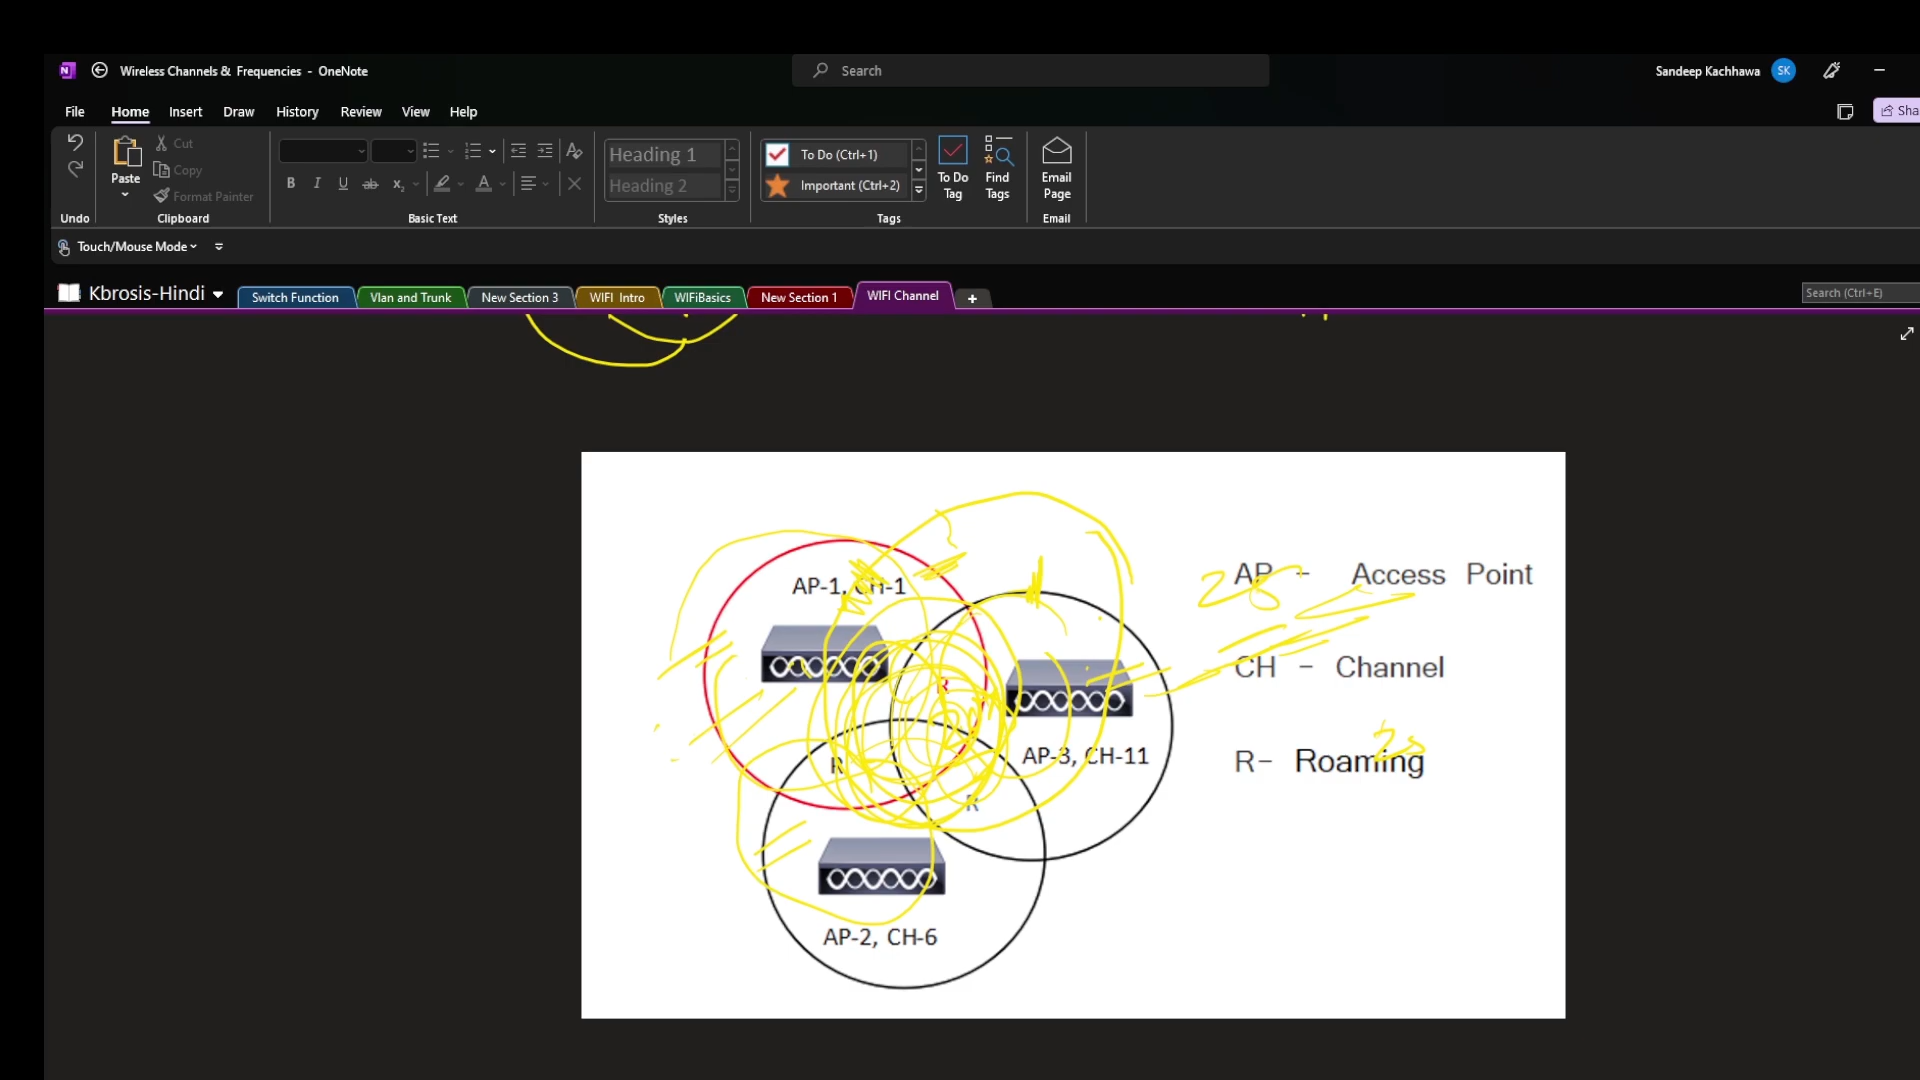 Wireless Channels & Frequencies - OneNote
Search
Sandeep Kachhawa
SK
File Home Insert Draw History Review View Help
Sha
Paste
Cut
Copy
Format Painter
B I U ab x A
Heading 1
Heading 2
To Do (Ctrl+1)
Important (Ctrl+2)
To Do Tag
Find Tags
Email Page
Undo Clipboard Basic Text Styles Tags Email
Touch/Mouse Mode
Kbrosis-Hindi Switch Function Vlan and Trunk New Section 3 WIFI Intro WIFiBasics New Section 1 WIFI Channel +
Search (Ctrl+E)
AP-1, CH-1
28
AP - Access Point
R
CH - Channel
AP-3, CH-11
R
R- Roaming
R
AP-2, CH-6